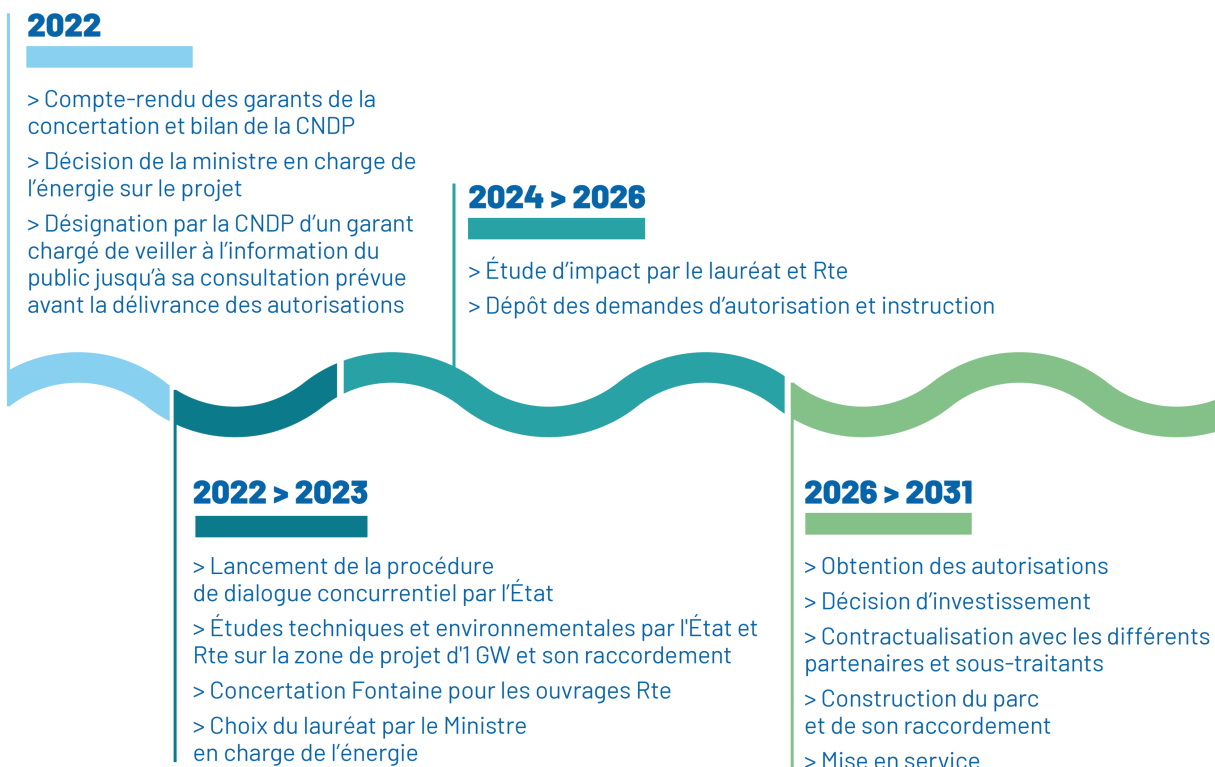 2022
> Compte-rendu des garants de la
concertation et bilan de la CNDP
> Décision de la ministre en charge de
l'énergie sur le projet
> Désignation par la CNDP d'un garant
chargé de veiller à l'information du
public jusqu'à sa consultation prévue
avant la délivrance des autorisations
2022 > 2023
> Lancement de la procédure
de dialogue concurrentiel par l'État
> Études techniques et environnementales par l'État et
Rte sur la zone de projet d'1 GW et son raccordement
> Concertation Fontaine pour les ouvrages Rte
> Choix du lauréat par le Ministre
en charge de l'énergie
2024 > 2026
> Étude d'impact par le lauréat et Rte
> Dépôt des demandes d'autorisation et instruction
2026 > 2031
> Obtention des autorisations
> Décision d'investissement
> Contractualisation avec les différents
partenaires et sous-traitants
> Construction du parc
et de son raccordement
> Mise en service